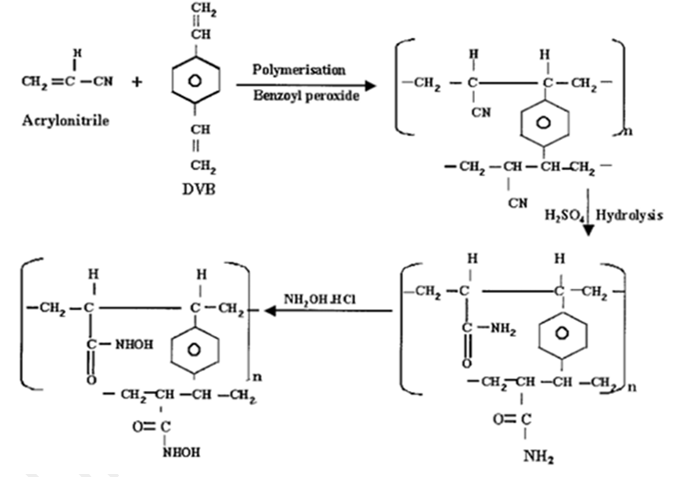 CH2
CH
H
CH2=C–CN + Polymerisation
Benzoyl peroxide
Acrylonitrile
CH
CH2
DVB
H H
–CH2–C C–CH2–
CN
n
–CH2–CH–CH–CH2–
CN
H2SO4 Hydrolysis
H H
–CH2–C C–CH2–
C–NHOH
O
n
–CH2–CH–CH–CH2
O=C
NHOH
NH2OH.HCl
H H
–CH2–C C–CH2–
C–NH2
O
–CH2–CH–CH–CH2 n
O=C
NH2